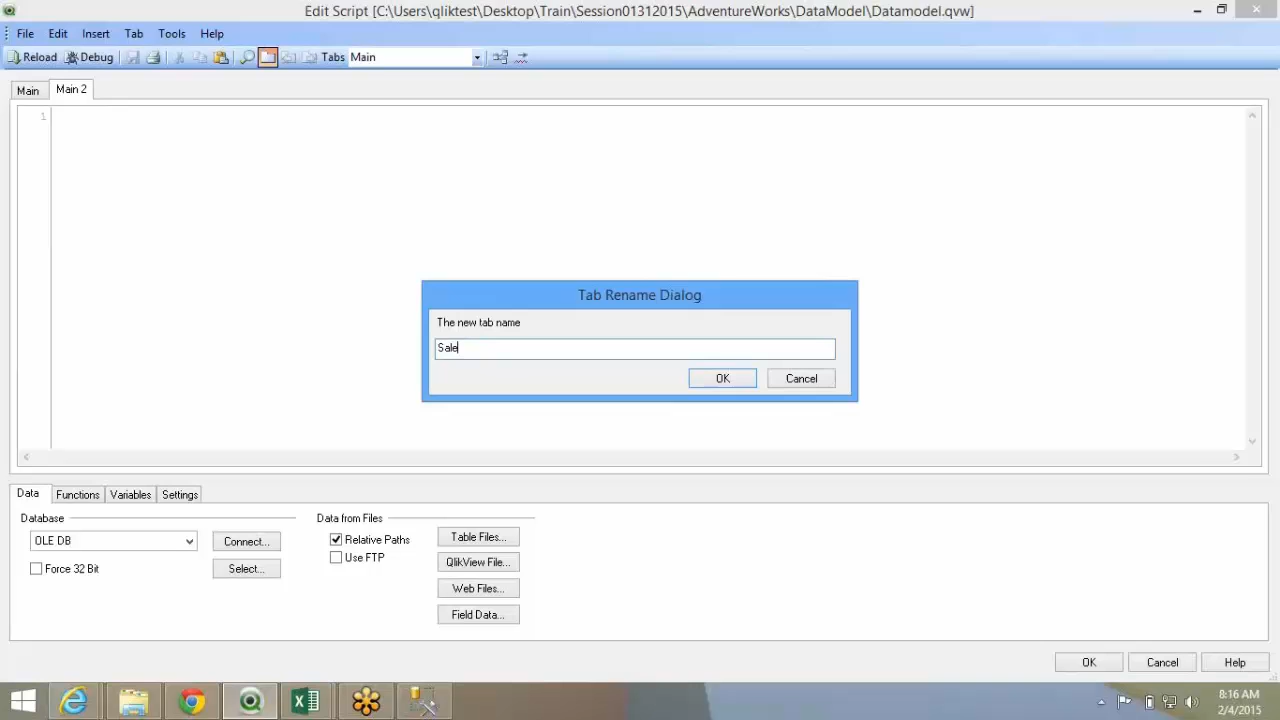 Edit Script [C:\Users\qliktest\Desktop\Train\Session01312015\AdventureWorks\DataModel\Datamodel.qvw]
File Edit Insert Tab Tools Help
Reload Debug Tabs Main
Main Main 2
1
Tab Rename Dialog
The new tab name
Sale
OK Cancel
Data Functions Variables Settings
Database
OLE DB Connect...
Force 32 Bit Select...
Data from Files
Relative Paths Table Files...
Use FTP QlikView File...
Web Files...
Field Data...
OK Cancel Help
8:16 AM
2/4/2015